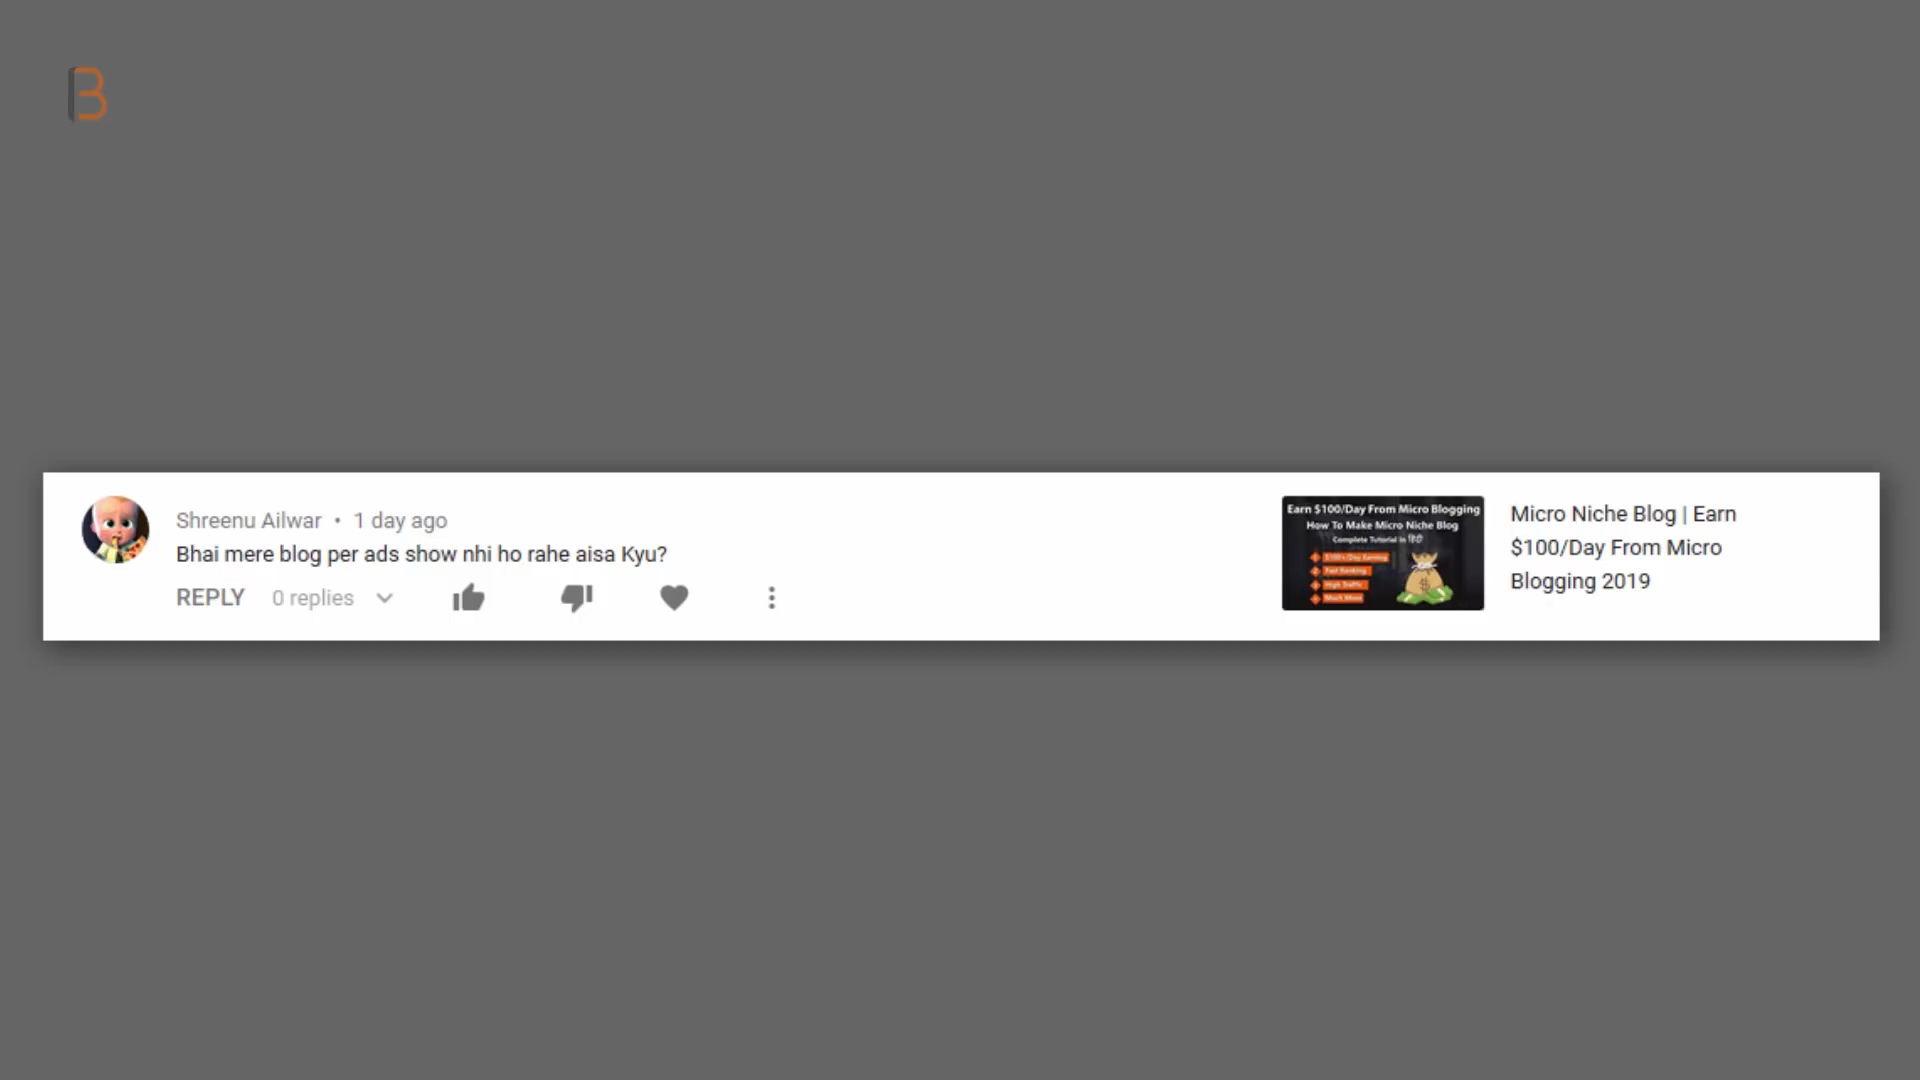 B
Shreenu Ailwar • 1 day ago
Bhai mere blog per ads show nhi ho rahe aisa Kyu?
REPLY 0 replies
Earn $100/Day From Micro Blogging
How To Make Micro Niche Blog
Complete Tutorial in हिंदी
$100+/Day Earning
Fast Ranking
High Traffic
Much More
Micro Niche Blog | Earn
$100/Day From Micro
Blogging 2019